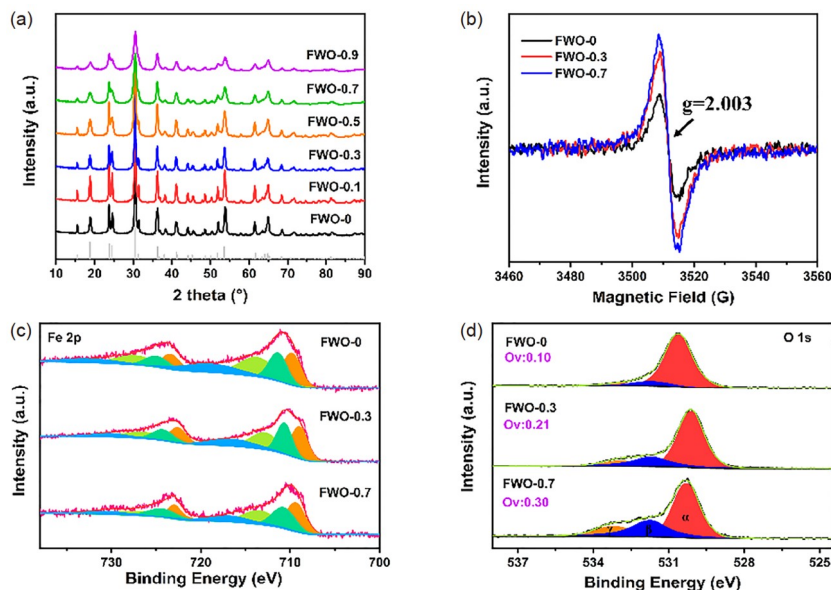 (a)
FWO-0.9
FWO-0.7
FWO-0.5
FWO-0.3
FWO-0.1
FWO-0
Intensity (a.u.)
10 20 30 40 50 60 70 80 90
2 theta (°)
(b)
FWO-0
FWO-0.3
FWO-0.7
g=2.003
Intensity (a.u.)
3460 3480 3500 3520 3540 3560
Magnetic Field (G)
(c)
Fe 2p
FWO-0
FWO-0.3
FWO-0.7
Intensity (a.u.)
730 720 710 700
Binding Energy (eV)
(d)
O 1s
FWO-0
Ov:0.10
FWO-0.3
Ov:0.21
FWO-0.7
Ov:0.30
γ β α
Intensity (a.u.)
537 534 531 528 525
Binding Energy (eV)